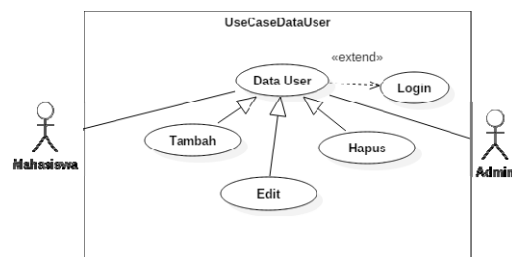 UseCaseDataUser
«extend»
Data User
Login
Tambah
Hapus
Edit
Mahasiswa
Admin